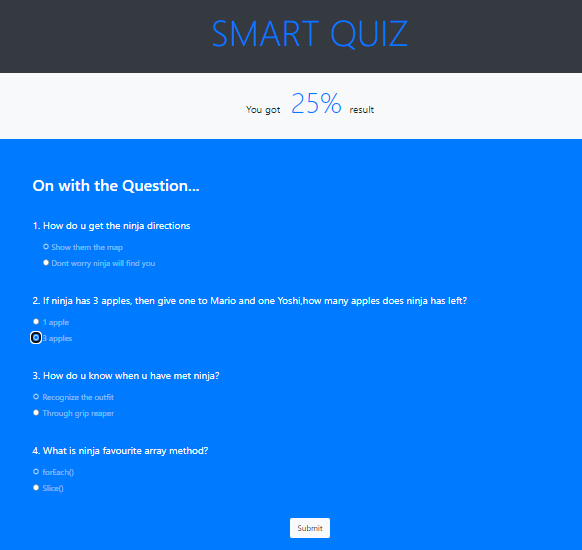 SMART QUIZ
You got 25% result
On with the Question...
1. How do u get the ninja directions
Show them the map
Dont worry ninja will find you
2. If ninja has 3 apples, then give one to Mario and one Yoshi,how many apples does ninja has left?
1 apple
3 apples
3. How do u know when u have met ninja?
Recognize the outfit
Through grip reaper
4. What is ninja favourite array method?
forEach()
Slice()
Submit